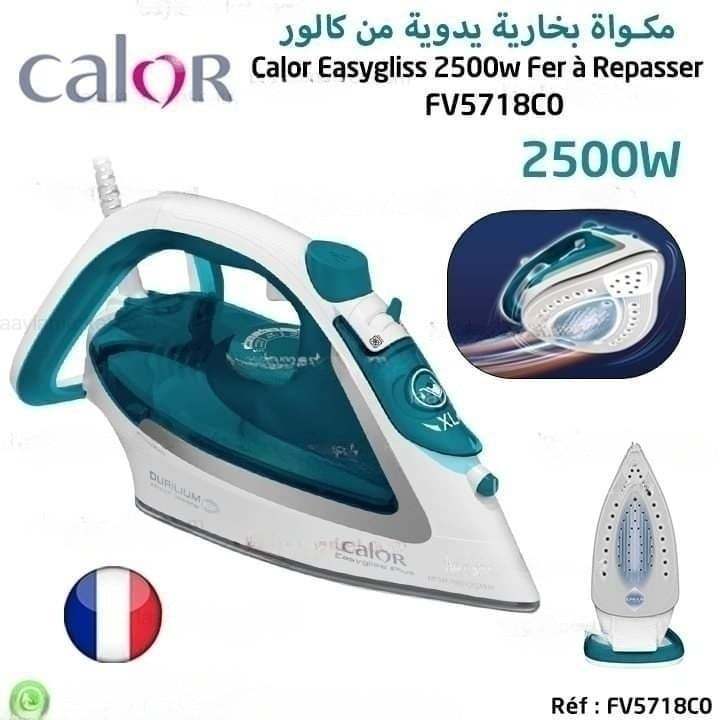 calor
مكواة بخارية يدوية من كالور
Calor Easygliss 2500w Fer à Repasser
FV5718C0
2500W
XL
DURILIUM
calor
Easygliss Plus
Réf : FV5718C0